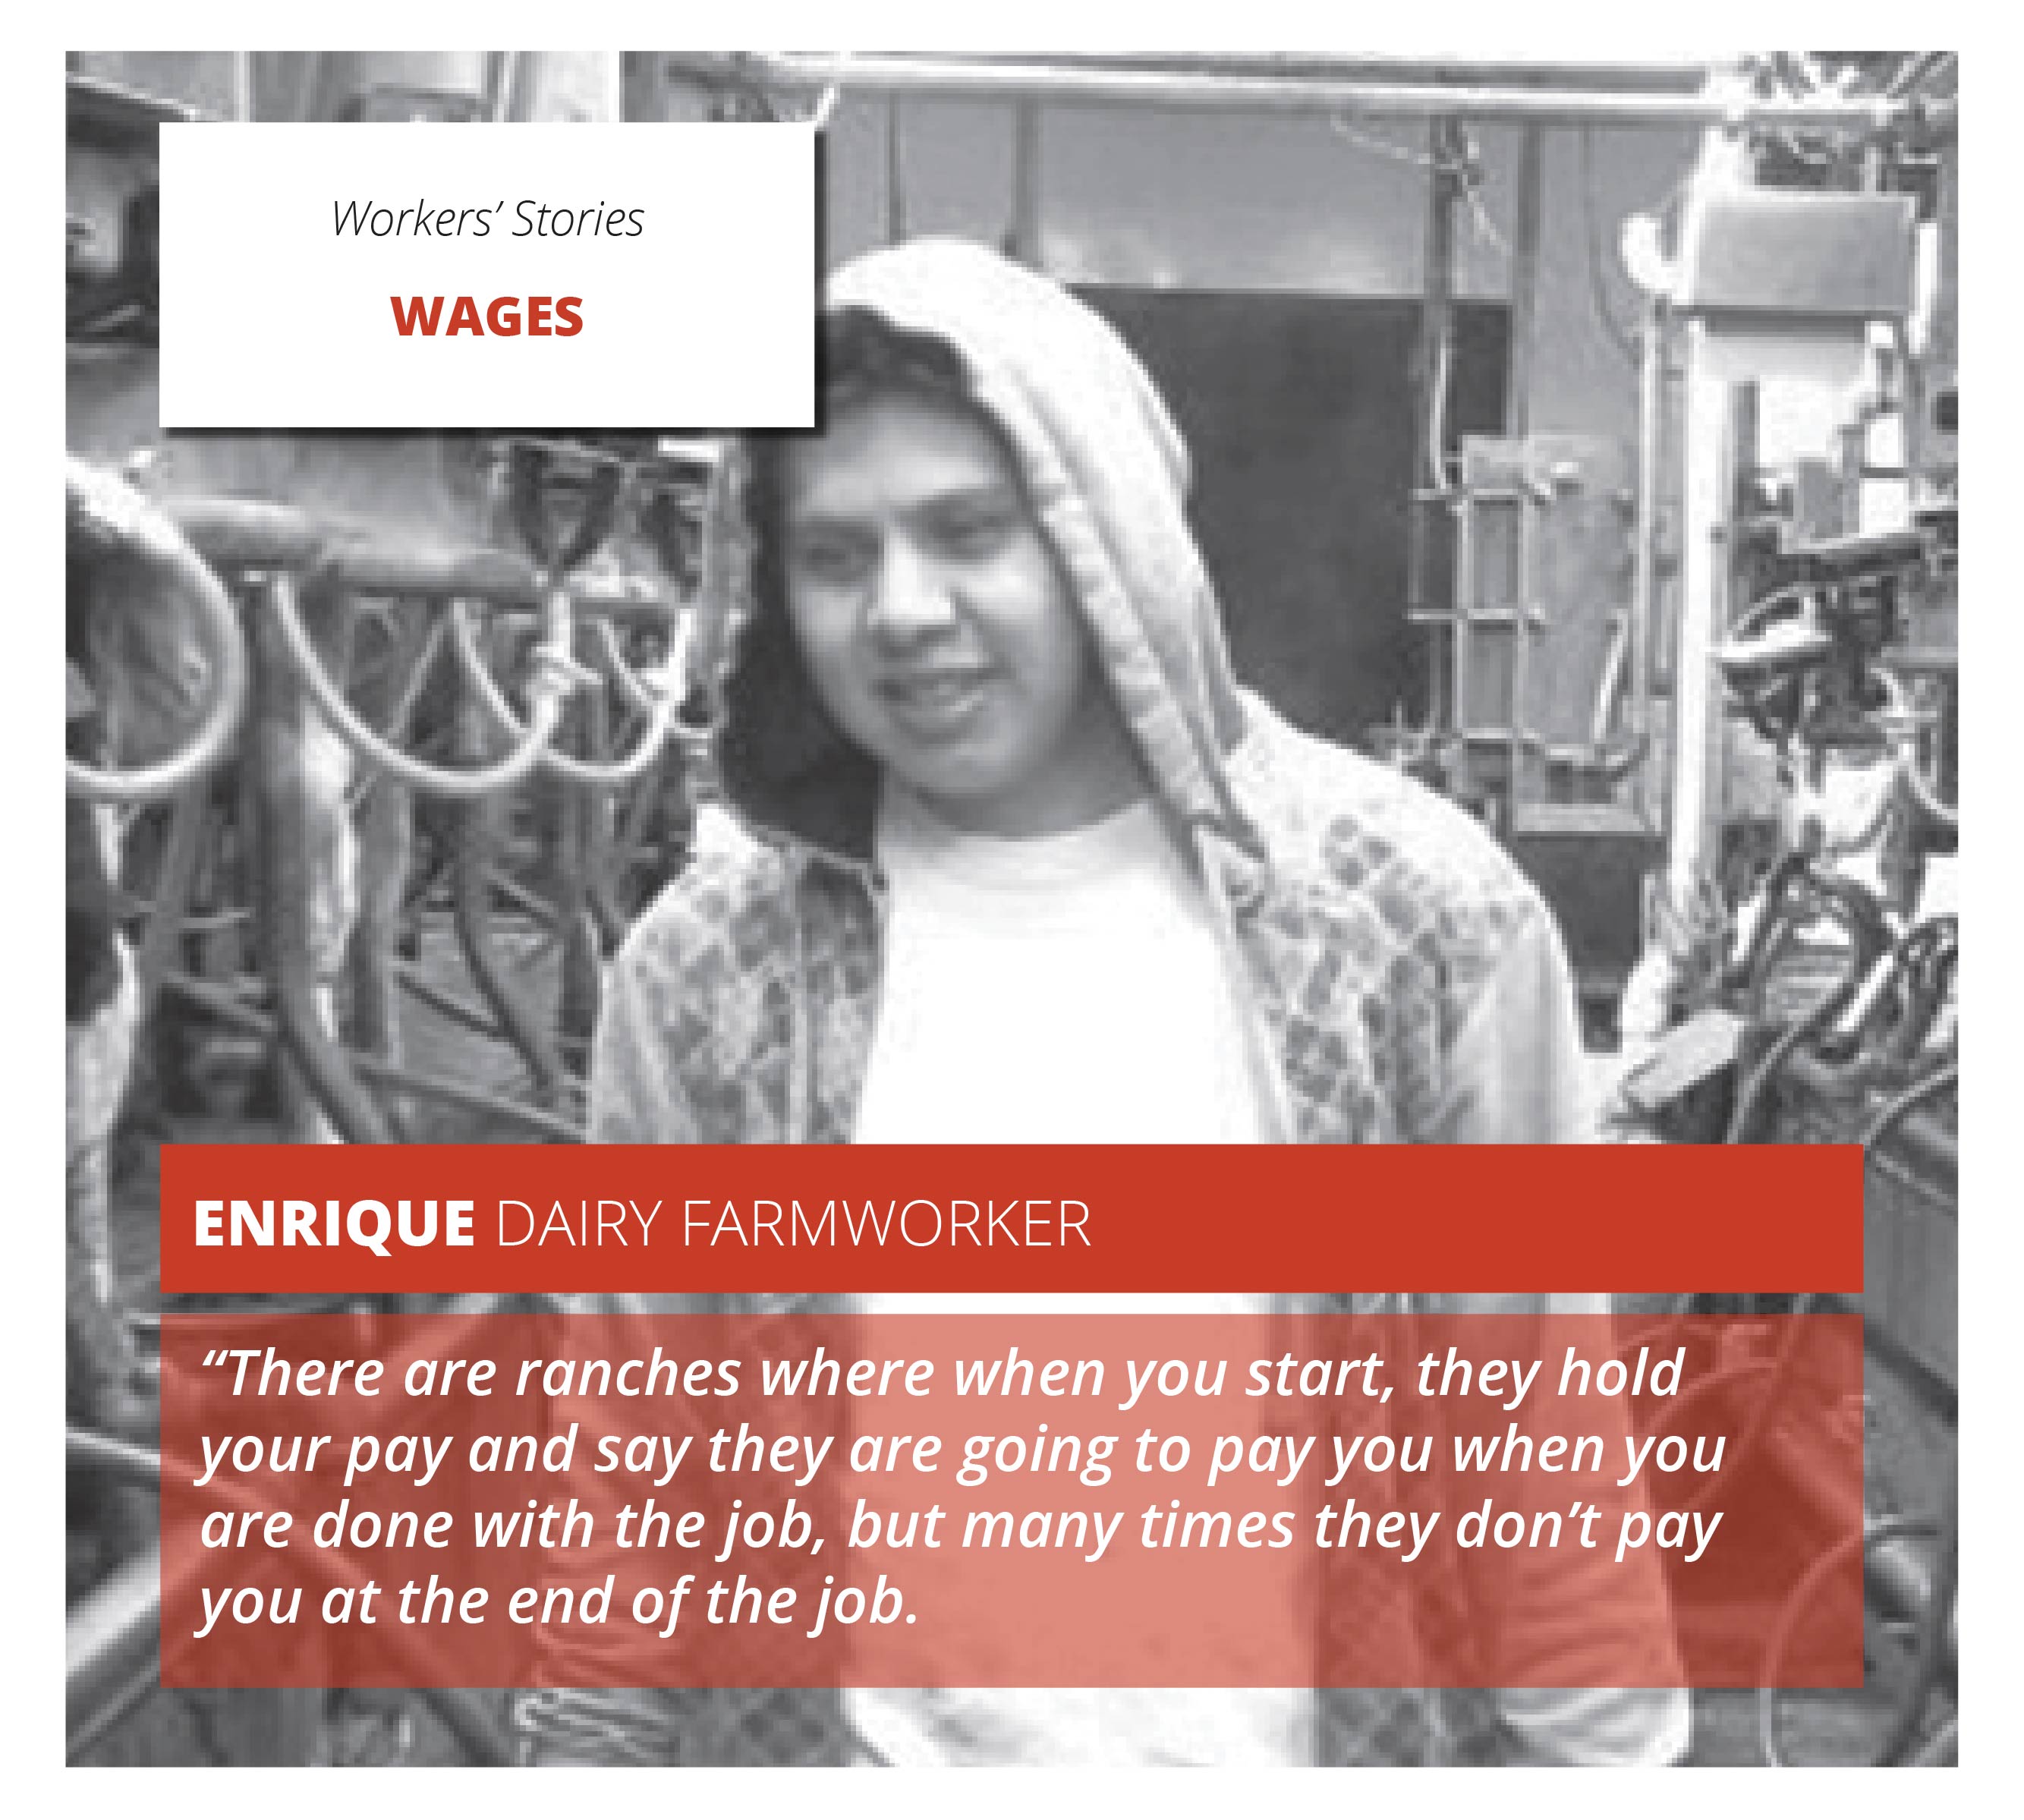 Workers’ Stories
WAGES
ENRIQUE DAIRY FARMWORKER
“There are ranches where when you start, they hold
your pay and say they are going to pay you when you
are done with the job, but many times they don’t pay
you at the end of the job.